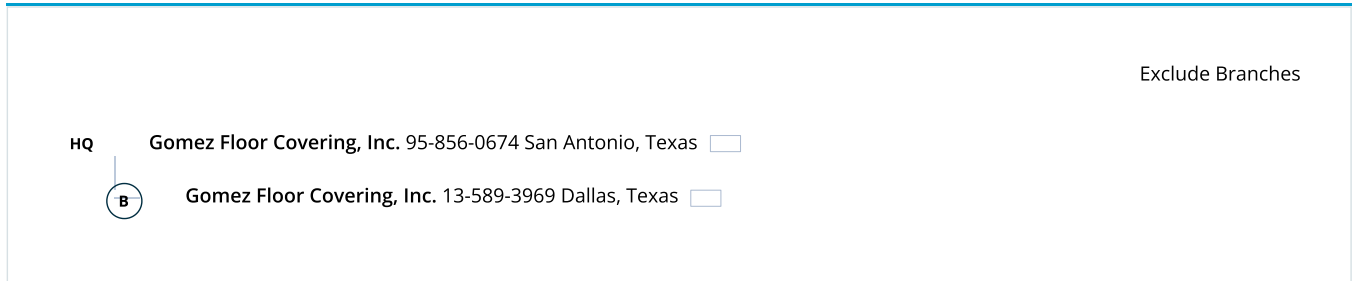 Exclude Branches
HQ Gomez Floor Covering, Inc. 95-856-0674 San Antonio, Texas
B Gomez Floor Covering, Inc. 13-589-3969 Dallas, Texas